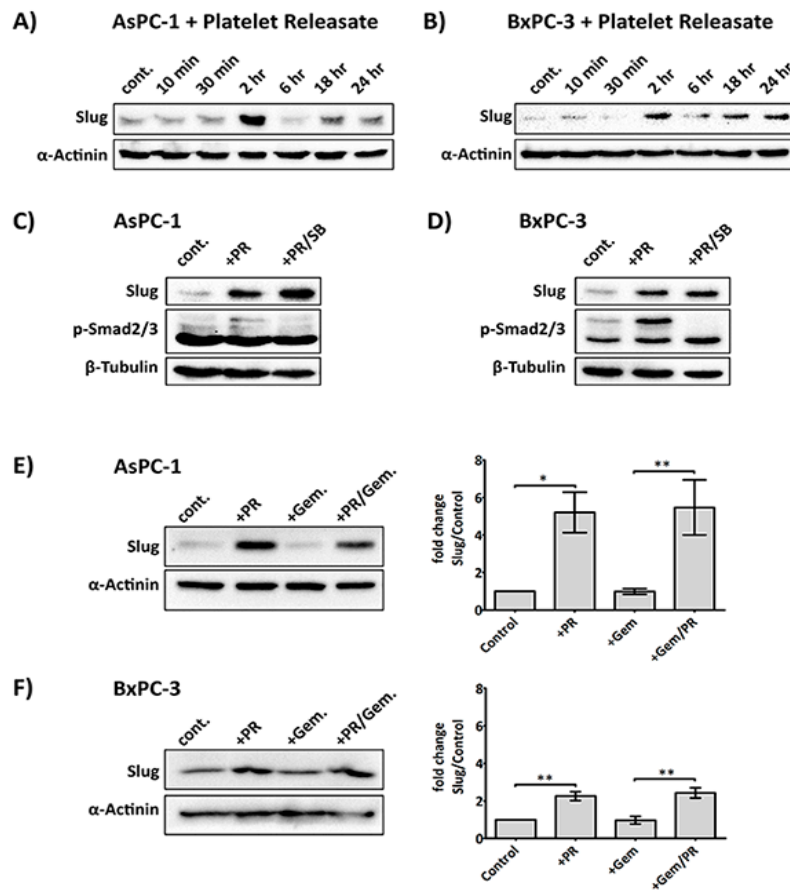 A) AsPC-1 + Platelet Releasate
cont. 10 min 30 min 2 hr 6 hr 18 hr 24 hr
Slug
α-Actinin
B) BxPC-3 + Platelet Releasate
cont. 10 min 30 min 2 hr 6 hr 18 hr 24 hr
Slug
α-Actinin
C) AsPC-1
cont. +PR +PR/SB
Slug
p-Smad2/3
β-Tubulin
D) BxPC-3
cont. +PR +PR/SB
Slug
p-Smad2/3
β-Tubulin
E) AsPC-1
cont. +PR +Gem. +PR/Gem.
Slug
α-Actinin
fold change
Slug/Control
8
6
4
2
0
* **
Control +PR +Gem +Gem/PR
F) BxPC-3
cont. +PR +Gem. +PR/Gem.
Slug
α-Actinin
fold change
Slug/Control
8
6
4
2
0
** **
Control +PR +Gem +Gem/PR